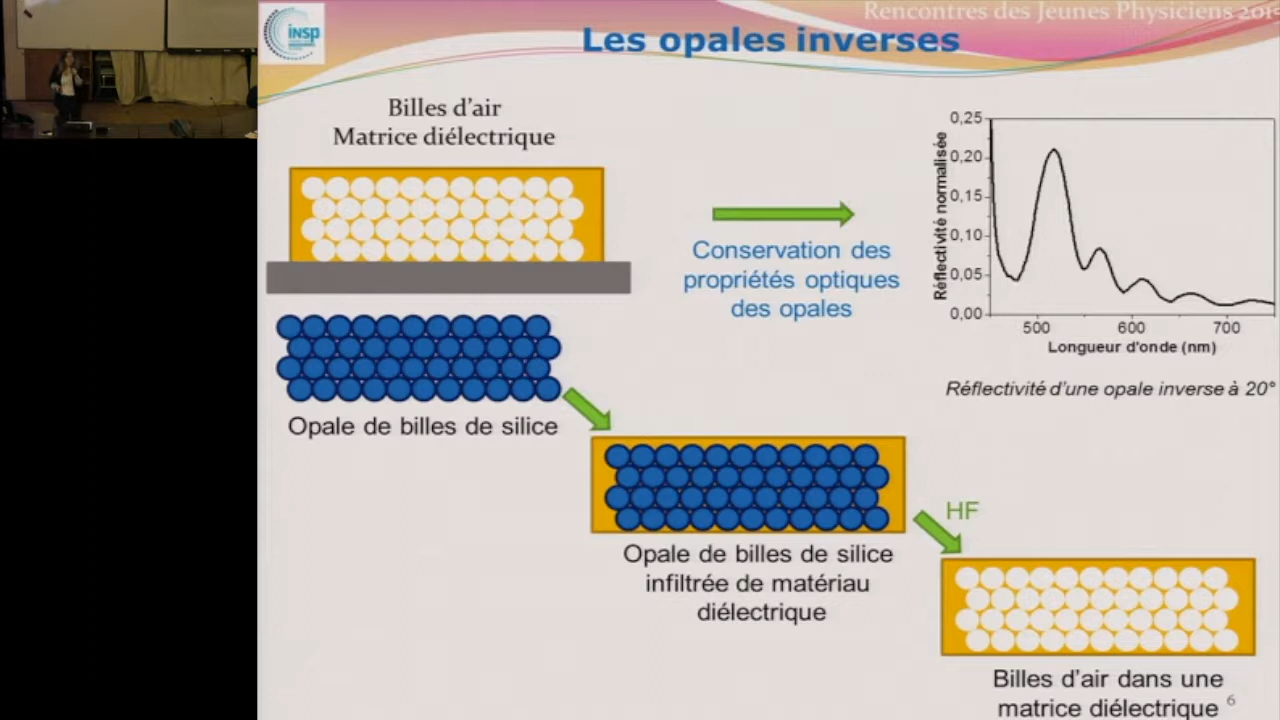 Rencontres des Jeunes Physiciens 201
insp
Les opales inverses
Billes d'air
Matrice diélectrique
Conservation des
propriétés optiques
des opales
Réflectivité normalisée
0,25
0,20
0,15
0,10
0,05
0,00
500 600 700
Longueur d'onde (nm)
Réflectivité d'une opale inverse à 20°
Opale de billes de silice
Opale de billes de silice
infiltrée de matériau
diélectrique
HF
Billes d'air dans une
matrice diélectrique
6